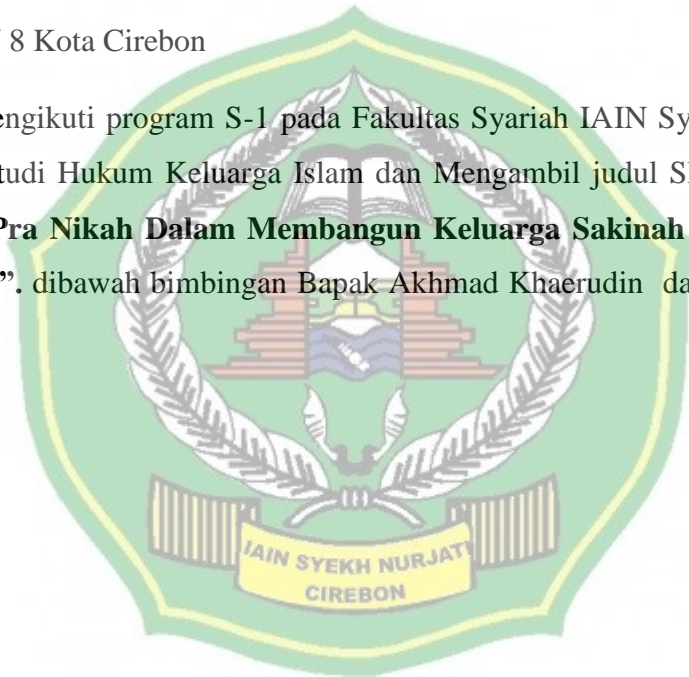 8 Kota Cirebon
engikuti program S-1 pada Fakultas Syariah IAIN Sy
tudi Hukum Keluarga Islam dan Mengambil judul S
Pra Nikah Dalam Membangun Keluarga Sakinah
”. dibawah bimbingan Bapak Akhmad Khaerudin da
IAIN SYEKH NURJATI
CIREBON